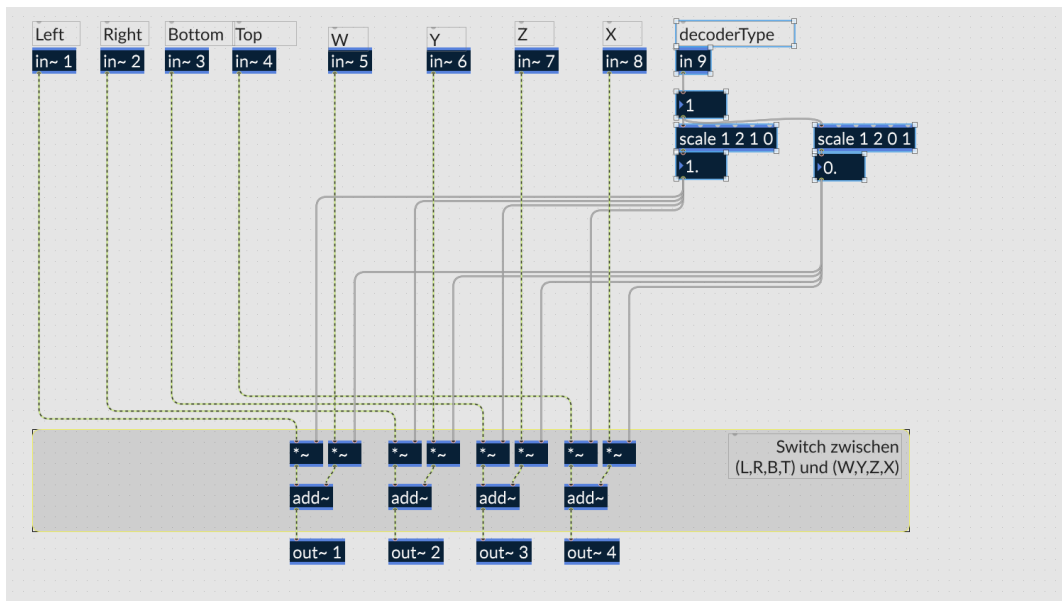 Left Right Bottom Top W Y Z X decoderType
in~ 1 in~ 2 in~ 3 in~ 4 in~ 5 in~ 6 in~ 7 in~ 8 in 9
1
scale 1 2 1 0 scale 1 2 0 1
1. 0.
*~ *~ *~ *~ *~ *~ *~ *~
Switch zwischen
(L,R,B,T) und (W,Y,Z,X)
add~ add~ add~ add~
out~ 1 out~ 2 out~ 3 out~ 4